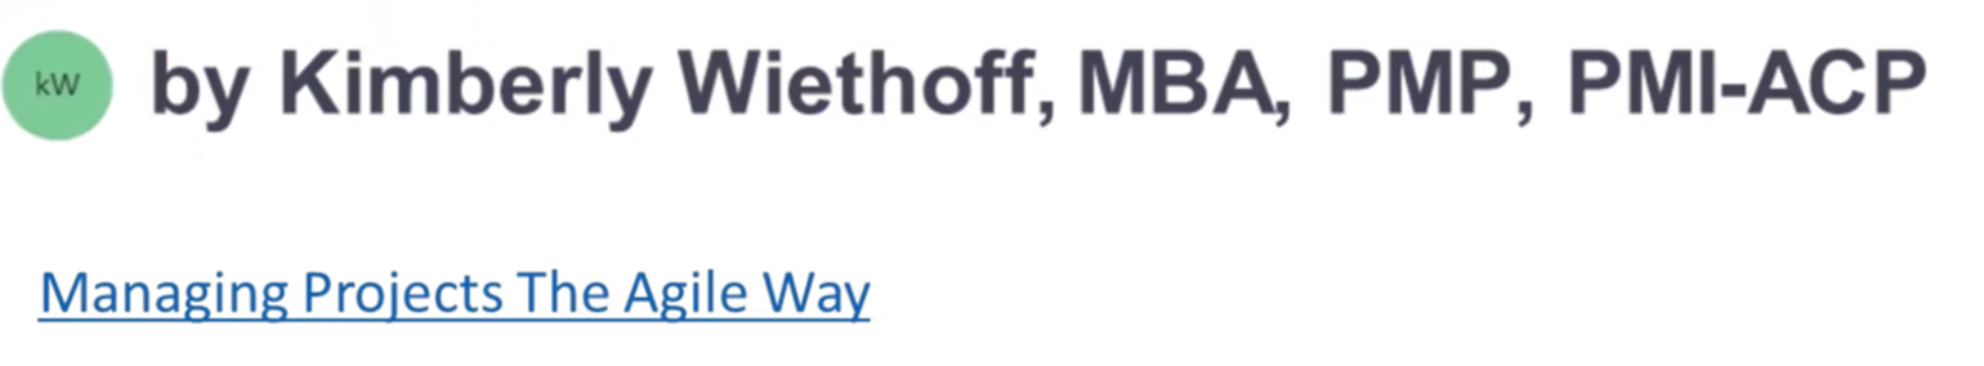 kW by Kimberly Wiethoff, MBA, PMP, PMI-ACP
Managing Projects The Agile Way